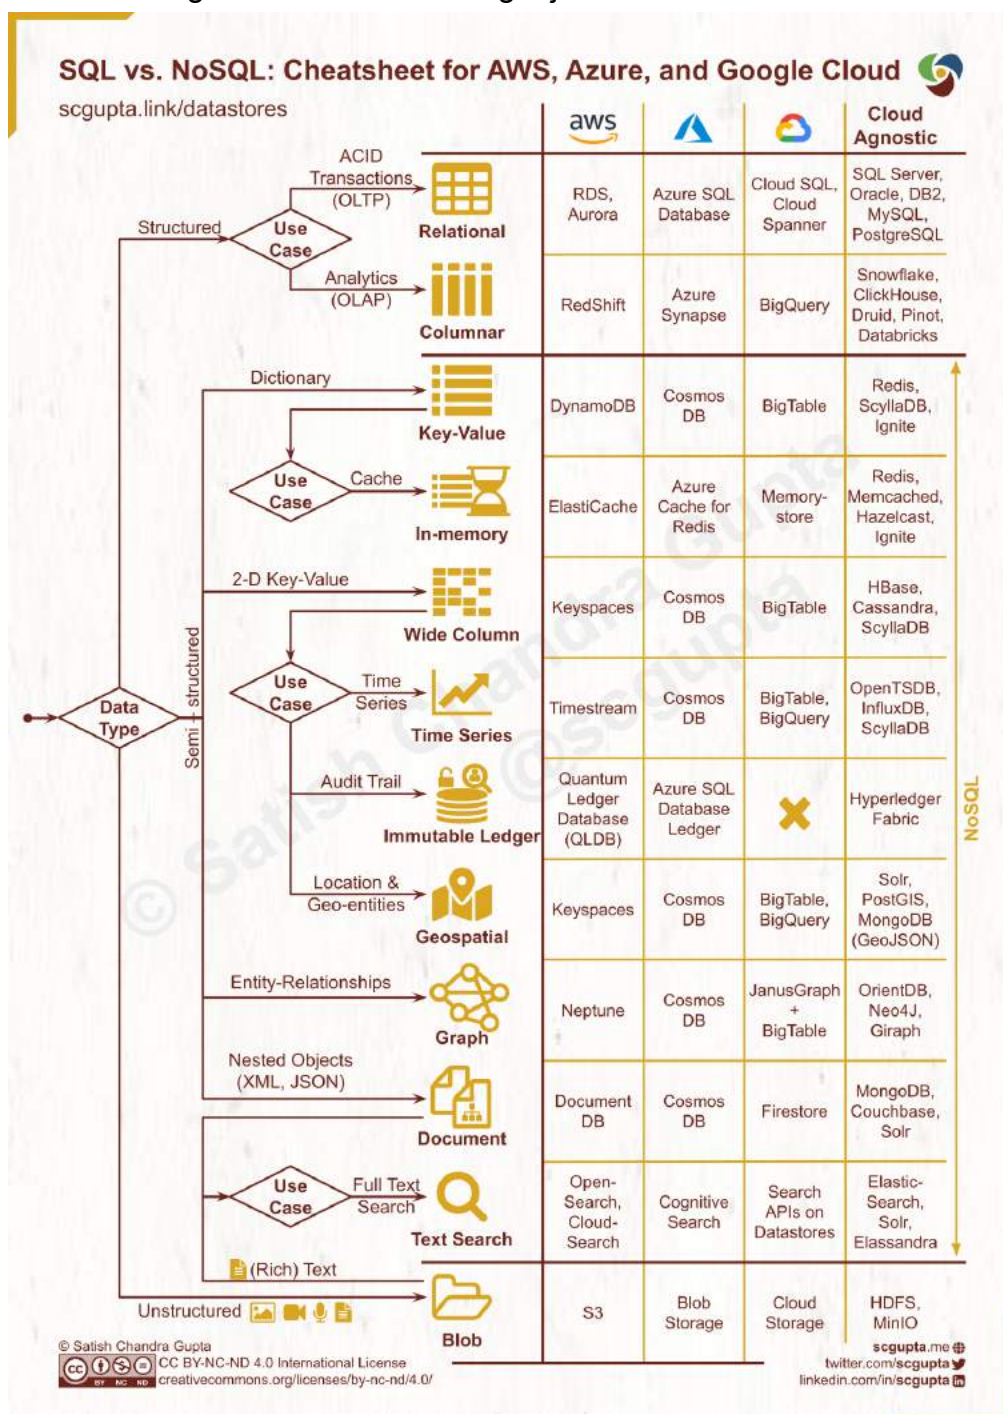 SQL vs. NoSQL: Cheatsheet for AWS, Azure, and Google Cloud
scgupta.link/datastores
aws
Cloud
Agnostic
ACID
Transactions
(OLTP)
Structured
Use
Case
Relational
RDS,
Aurora
Azure SQL
Database
Cloud SQL,
Cloud
Spanner
SQL Server,
Oracle, DB2,
MySQL,
PostgreSQL
Analytics
(OLAP)
Columnar
RedShift
Azure
Synapse
BigQuery
Snowflake,
ClickHouse,
Druid, Pinot,
Databricks
Dictionary
Key-Value
DynamoDB
Cosmos
DB
BigTable
Redis,
ScyllaDB,
Ignite
Use
Case
Cache
In-memory
ElastiCache
Azure
Cache for
Redis
Memory-
store
Redis,
Memcached,
Hazelcast,
Ignite
2-D Key-Value
Wide Column
Keyspaces
Cosmos
DB
BigTable
HBase,
Cassandra,
ScyllaDB
Data
Type
Semi - structured
Use
Case
Time
Series
Time Series
Timestream
Cosmos
DB
BigTable,
BigQuery
OpenTSDB,
InfluxDB,
ScyllaDB
Audit Trail
Immutable Ledger
Quantum
Ledger
Database
(QLDB)
Azure SQL
Database
Ledger
Hyperledger
Fabric
NoSQL
Location &
Geo-entities
Geospatial
Keyspaces
Cosmos
DB
BigTable,
BigQuery
Solr,
PostGIS,
MongoDB
(GeoJSON)
Entity-Relationships
Graph
Neptune
Cosmos
DB
JanusGraph
+
BigTable
OrientDB,
Neo4J,
Giraph
Nested Objects
(XML, JSON)
Document
Document
DB
Cosmos
DB
Firestore
MongoDB,
Couchbase,
Solr
Use
Case
Full Text
Search
Text Search
Open-
Search,
Cloud-
Search
Cognitive
Search
Search
APIs on
Datastores
Elastic-
Search,
Solr,
Elassandra
(Rich) Text
Unstructured
Blob
S3
Blob
Storage
Cloud
Storage
HDFS,
MinIO
© Satish Chandra Gupta
@scgupta
© Satish Chandra Gupta
cc BY NC ND
CC BY-NC-ND 4.0 International License
creativecommons.org/licenses/by-nc-nd/4.0/
scgupta.me
twitter.com/scgupta
linkedin.com/in/scgupta